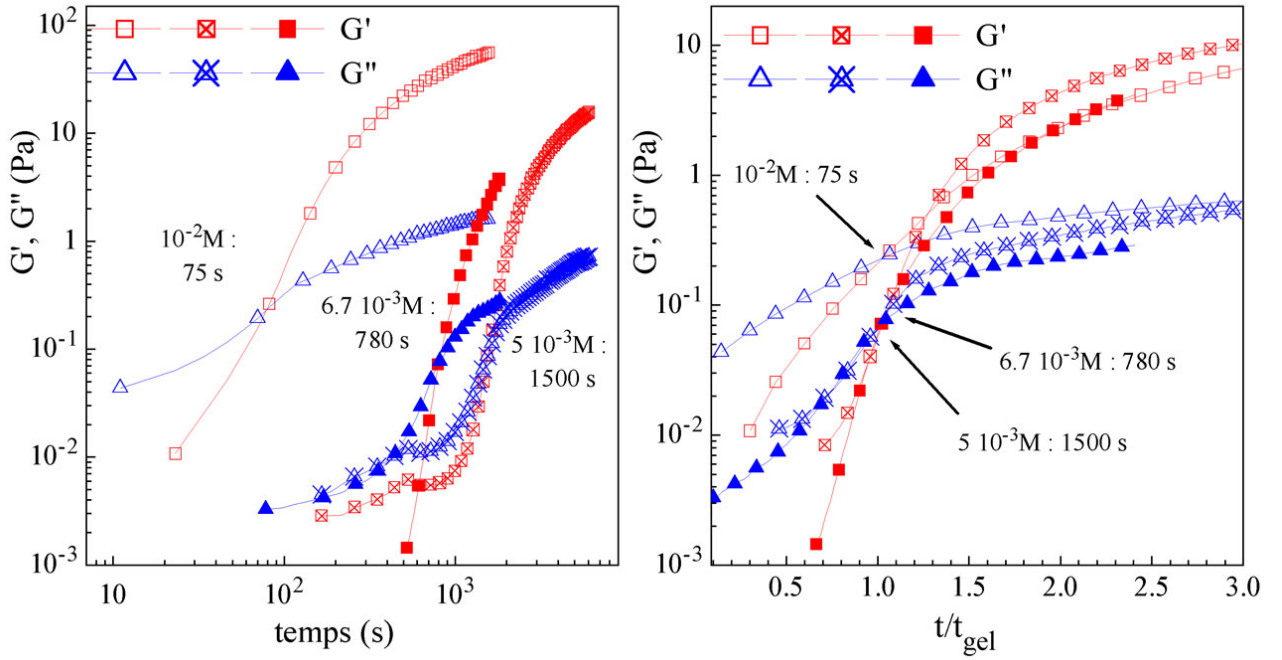 G'
G"
G', G" (Pa)
10²
10
1
10⁻¹
10⁻²
10⁻³
10⁻²M :
75 s
6.7 10⁻³M :
780 s
5 10⁻³M :
1500 s
10
10²
10³
temps (s)
G'
G"
G', G" (Pa)
10
1
10⁻¹
10⁻²
10⁻³
10⁻²M : 75 s
6.7 10⁻³M : 780 s
5 10⁻³M : 1500 s
0.5
1.0
1.5
2.0
2.5
3.0
t/t_gel